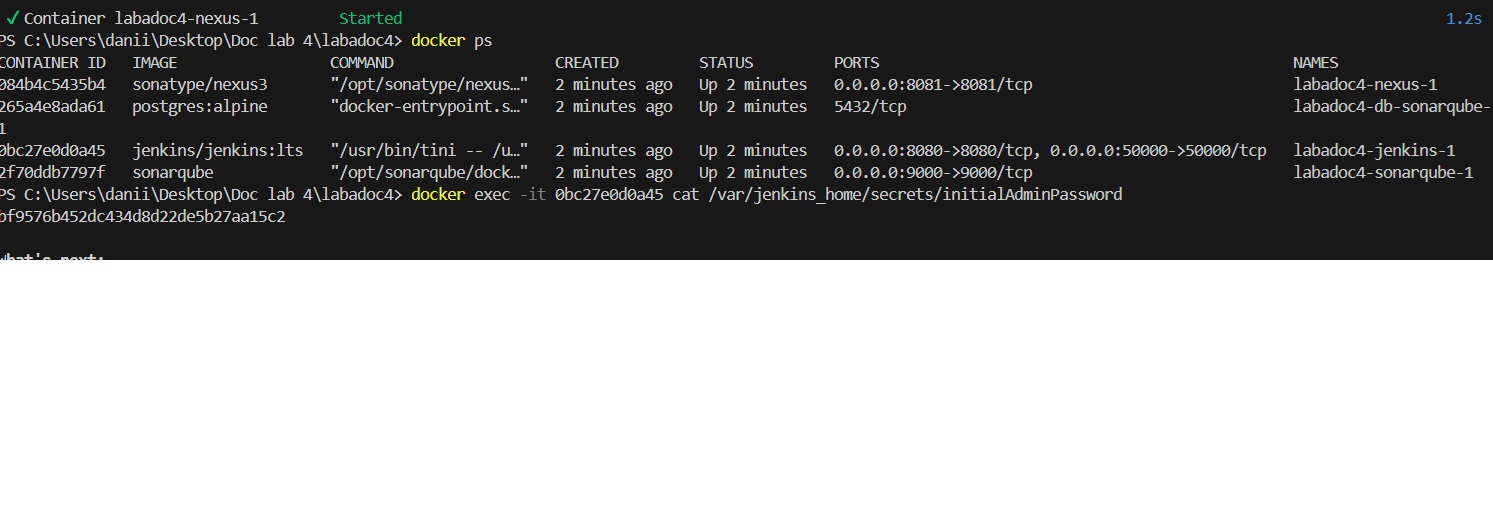 ✓Container labadoc4-nexus-1 Started 1.2s
PS C:\Users\danii\Desktop\Doc lab 4\labadoc4> docker ps
CONTAINER ID IMAGE COMMAND CREATED STATUS PORTS NAMES
084b4c5435b4 sonatype/nexus3 "/opt/sonatype/nexus…" 2 minutes ago Up 2 minutes 0.0.0.0:8081->8081/tcp labadoc4-nexus-1
265a4e8ada61 postgres:alpine "docker-entrypoint.s…" 2 minutes ago Up 2 minutes 5432/tcp labadoc4-db-sonarqube-
1
0bc27e0d0a45 jenkins/jenkins:lts "/usr/bin/tini -- /u…" 2 minutes ago Up 2 minutes 0.0.0.0:8080->8080/tcp, 0.0.0.0:50000->50000/tcp labadoc4-jenkins-1
2f70ddb7797f sonarqube "/opt/sonarqube/dock…" 2 minutes ago Up 2 minutes 0.0.0.0:9000->9000/tcp labadoc4-sonarqube-1
PS C:\Users\danii\Desktop\Doc lab 4\labadoc4> docker exec -it 0bc27e0d0a45 cat /var/jenkins_home/secrets/initialAdminPassword
bf9576b452dc434d8d22de5b27aa15c2
what's next: